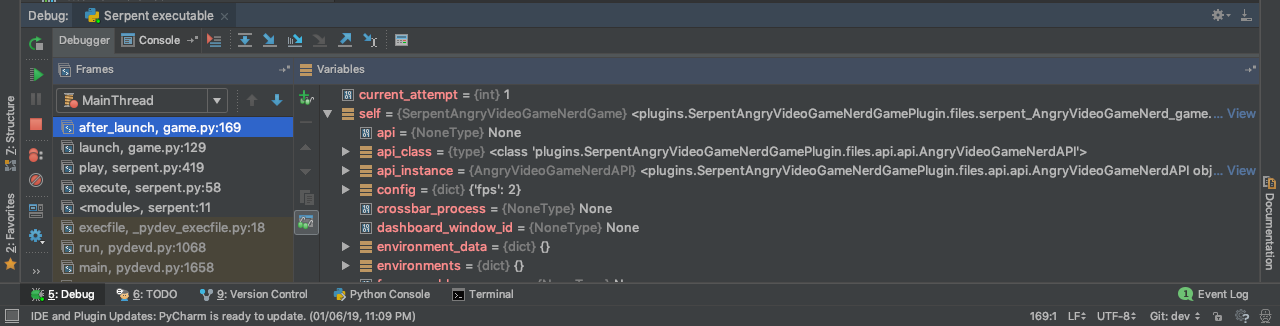 Debug: Serpent executable ×
Debugger Console
Frames
Variables
MainThread
after_launch, game.py:169
launch, game.py:129
play, serpent.py:419
execute, serpent.py:58
<module>, serpent:11
execfile, _pydev_execfile.py:18
run, pydevd.py:1068
main, pydevd.py:1658
current_attempt = {int} 1
self = {SerpentAngryVideoGameNerdGame} <plugins.SerpentAngryVideoGameNerdGamePlugin.files.serpent_AngryVideoGameNerd_game.... View
api = {NoneType} None
api_class = {type} <class 'plugins.SerpentAngryVideoGameNerdGamePlugin.files.api.api.AngryVideoGameNerdAPI'>
api_instance = {AngryVideoGameNerdAPI} <plugins.SerpentAngryVideoGameNerdGamePlugin.files.api.api.AngryVideoGameNerdAPI obj... View
config = {dict} {'fps': 2}
crossbar_process = {NoneType} None
dashboard_window_id = {NoneType} None
environment_data = {dict} {}
environments = {dict} {}
Z: Structure
2: Favorites
Documentation
5: Debug 6: TODO 9: Version Control Python Console Terminal 1 Event Log
IDE and Plugin Updates: PyCharm is ready to update. (01/06/19, 11:09 PM) 169:1 LF UTF-8 Git: dev